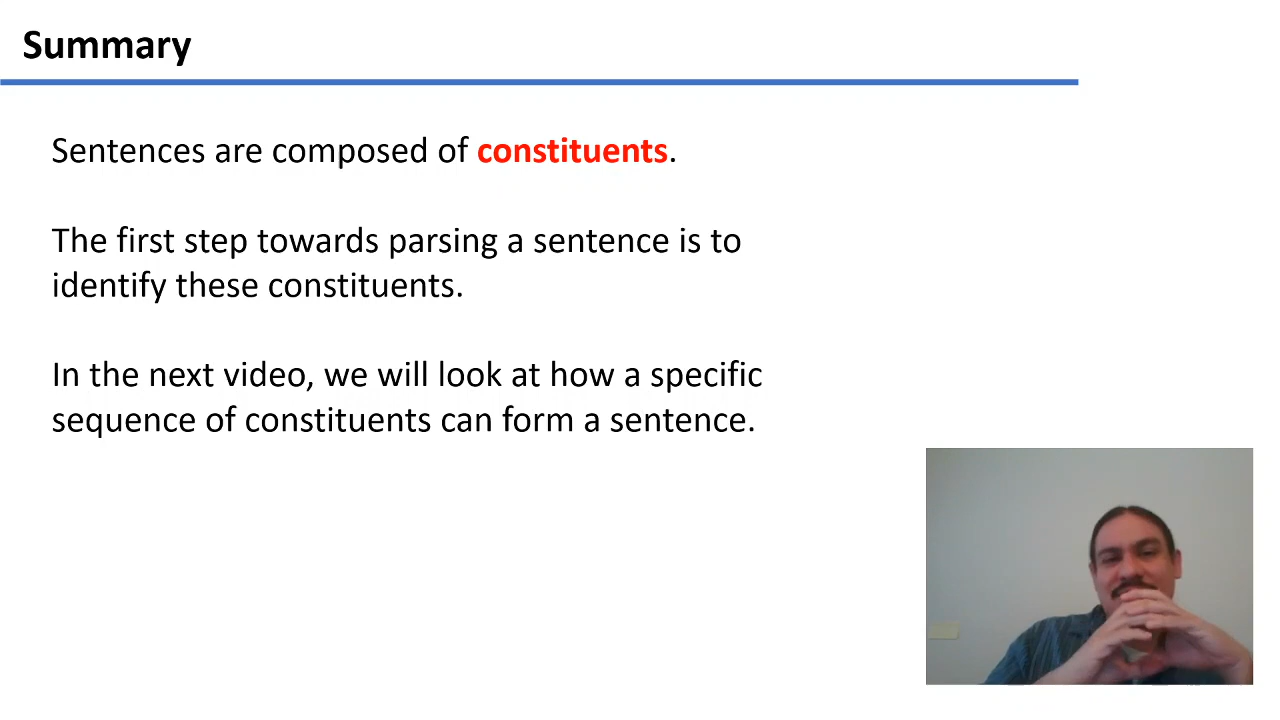 Summary
Sentences are composed of constituents.
The first step towards parsing a sentence is to
identify these constituents.
In the next video, we will look at how a specific
sequence of constituents can form a sentence.